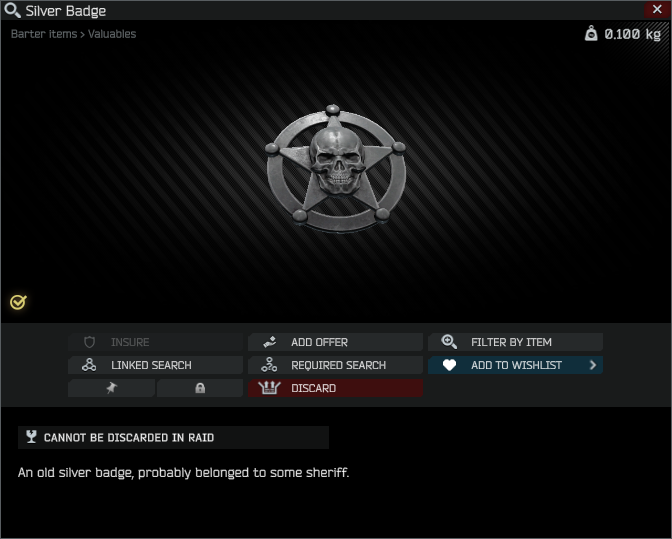 Silver Badge
Barter items > Valuables
0.100 kg
INSURE
ADD OFFER
FILTER BY ITEM
LINKED SEARCH
REQUIRED SEARCH
ADD TO WISHLIST
DISCARD
CANNOT BE DISCARDED IN RAID
An old silver badge, probably belonged to some sheriff.